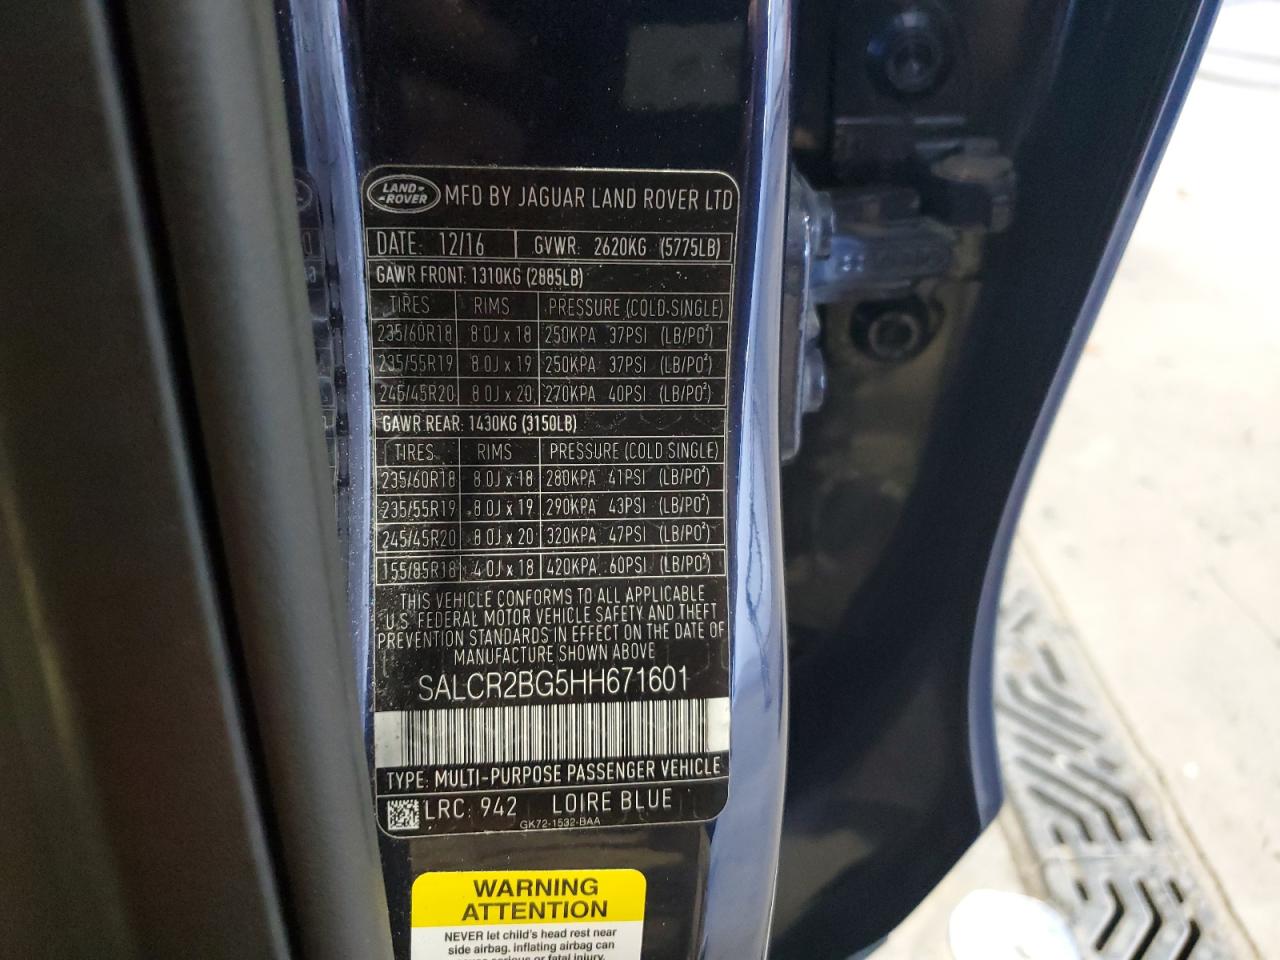 LAND ROVER MFD BY JAGUAR LAND ROVER LTD
DATE: 12/16 GVWR: 2620KG (5775LB)
GAWR FRONT: 1310KG (2885LB)
TIRES RIMS PRESSURE (COLD.SINGLE)
235/60R18 8.0J x 18 250KPA 37PSI (LB/PO²)
235/55R19 8.0J x 19 250KPA 37PSI (LB/PO²)
245/45R20 8.0J x 20 270KPA 40PSI (LB/PO²)
GAWR REAR: 1430KG (3150LB)
TIRES RIMS PRESSURE (COLD SINGLE)
235/60R18 8.0J x 18 280KPA 41PSI (LB/PO²)
235/55R19 8.0J x 19 290KPA 43PSI (LB/PO²)
245/45R20 8.0J x 20 320KPA 47PSI (LB/PO²)
155/85R18 4.0J x 18 420KPA 60PSI (LB/PO²)
THIS VEHICLE CONFORMS TO ALL APPLICABLE
U.S. FEDERAL MOTOR VEHICLE SAFETY AND THEFT
PREVENTION STANDARDS IN EFFECT ON THE DATE OF
MANUFACTURE SHOWN ABOVE
SALCR2BG5HH671601
TYPE: MULTI-PURPOSE PASSENGER VEHICLE
LRC: 942 LOIRE BLUE
GK72-1532-BAA
WARNING
ATTENTION
NEVER let child's head rest near
side airbag, inflating airbag can
cause serious or fatal injury.